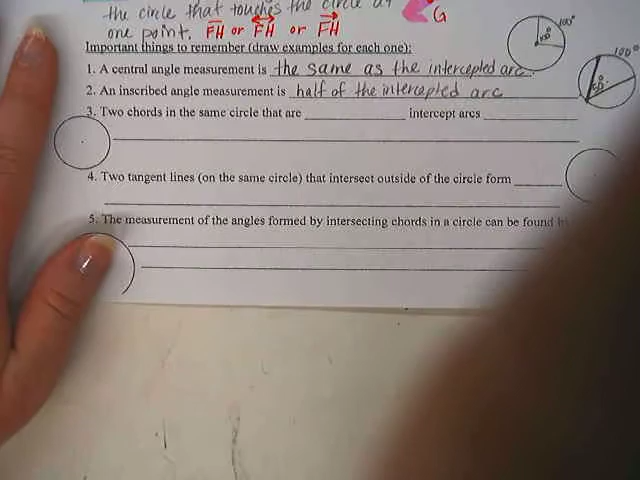 the circle that touches the circle at
one point. FH or FH or FH
G
Important things to remember (draw examples for each one):
100°
1. A central angle measurement is the same as the intercepted arc.
100°
2. An inscribed angle measurement is half of the intercepted arc
50°
3. Two chords in the same circle that are ____________ intercept arcs ____________
4. Two tangent lines (on the same circle) that intersect outside of the circle form ______
5. The measurement of the angles formed by intersecting chords in a circle can be found